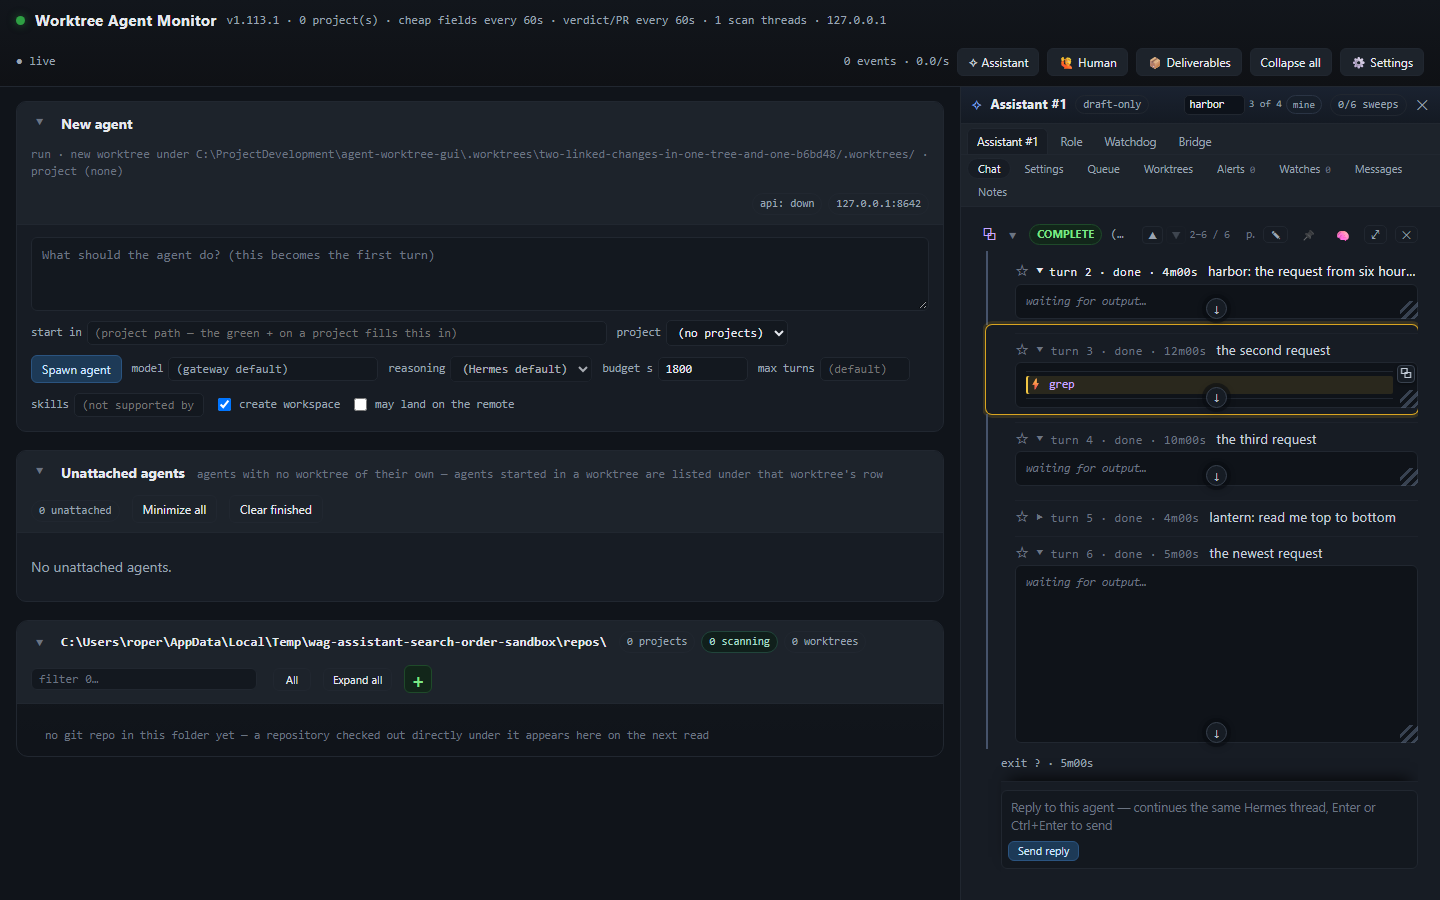 Worktree Agent Monitor v1.113.1 · 0 project(s) · cheap fields every 60s · verdict/PR every 60s · 1 scan threads · 127.0.0.1
live
0 events · 0.0/s
Assistant
Human
Deliverables
Collapse all
Settings
New agent
run · new worktree under C:\ProjectDevelopment\agent-worktree-gui\.worktrees\two-linked-changes-in-one-tree-and-one-b6bd48/.worktrees/ ·
project (none)
api: down 127.0.0.1:8642
What should the agent do? (this becomes the first turn)
start in (project path — the green + on a project fills this in) project (no projects)
Spawn agent model (gateway default) reasoning (Hermes default) budget s 1800 max turns (default)
skills (not supported by create workspace may land on the remote
Unattached agents agents with no worktree of their own — agents started in a worktree are listed under that worktree's row
0 unattached Minimize all Clear finished
No unattached agents.
C:\Users\roper\AppData\Local\Temp\wag-assistant-search-order-sandbox\repos\ 0 projects 0 scanning 0 worktrees
filter 0… All Expand all +
no git repo in this folder yet — a repository checked out directly under it appears here on the next read
Assistant #1 draft-only harbor 3 of 4 mine 0/6 sweeps
Assistant #1 Role Watchdog Bridge
Chat Settings Queue Worktrees Alerts 0 Watches 0 Messages
Notes
COMPLETE (… 2–6 / 6 p.
turn 2 · done · 4m00s harbor: the request from six hour…
waiting for output…
turn 3 · done · 12m00s the second request
grep
turn 4 · done · 10m00s the third request
waiting for output…
turn 5 · done · 4m00s lantern: read me top to bottom
turn 6 · done · 5m00s the newest request
waiting for output…
exit ? · 5m00s
Reply to this agent — continues the same Hermes thread, Enter or
Ctrl+Enter to send
Send reply